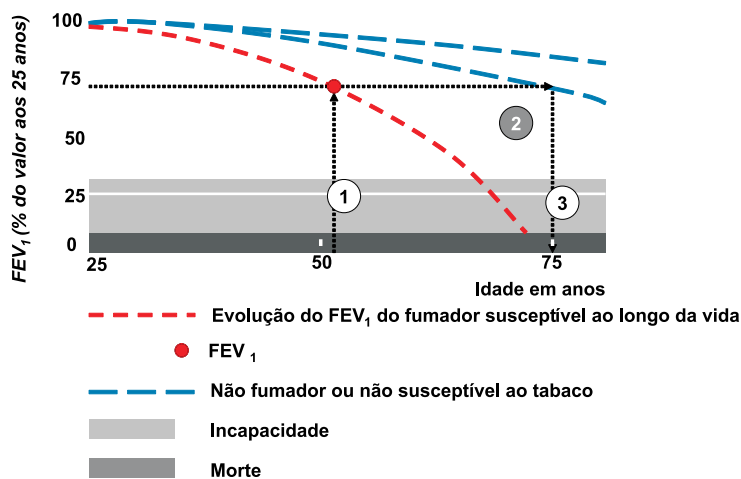 FEV1 (% do valor aos 25 anos)
100
75
50
25
0
1
2
3
25
50
75
Idade em anos
Evolução do FEV1 do fumador susceptível ao longo da vida
FEV 1
Não fumador ou não susceptível ao tabaco
Incapacidade
Morte